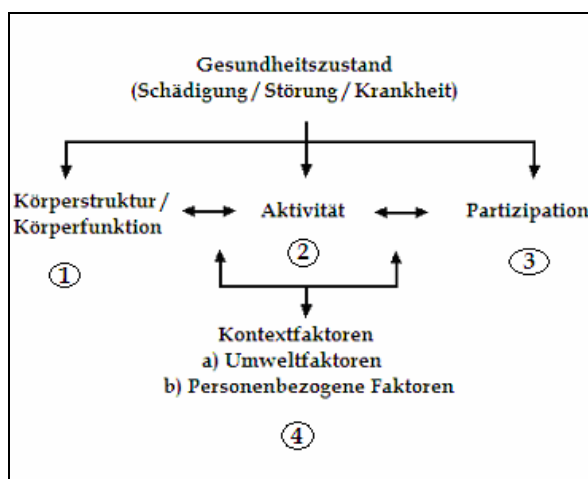 Gesundheitszustand
(Schädigung / Störung / Krankheit)
Körperstruktur /
Körperfunktion
1
Aktivität
2
Partizipation
3
Kontextfaktoren
a) Umweltfaktoren
b) Personenbezogene Faktoren
4